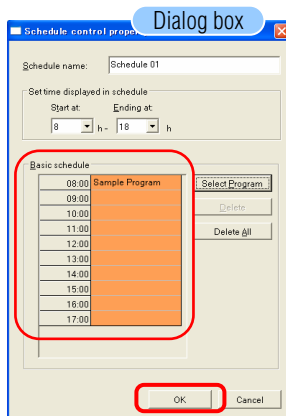 Dialog box
Schedule control proper
Schedule name: Schedule 01
Set time displayed in schedule
Start at: Ending at:
8 h - 18 h
Basic schedule
08:00 Sample Program Select Program
09:00
Delete
10:00
11:00 Delete All
12:00
13:00
14:00
15:00
16:00
17:00
OK Cancel